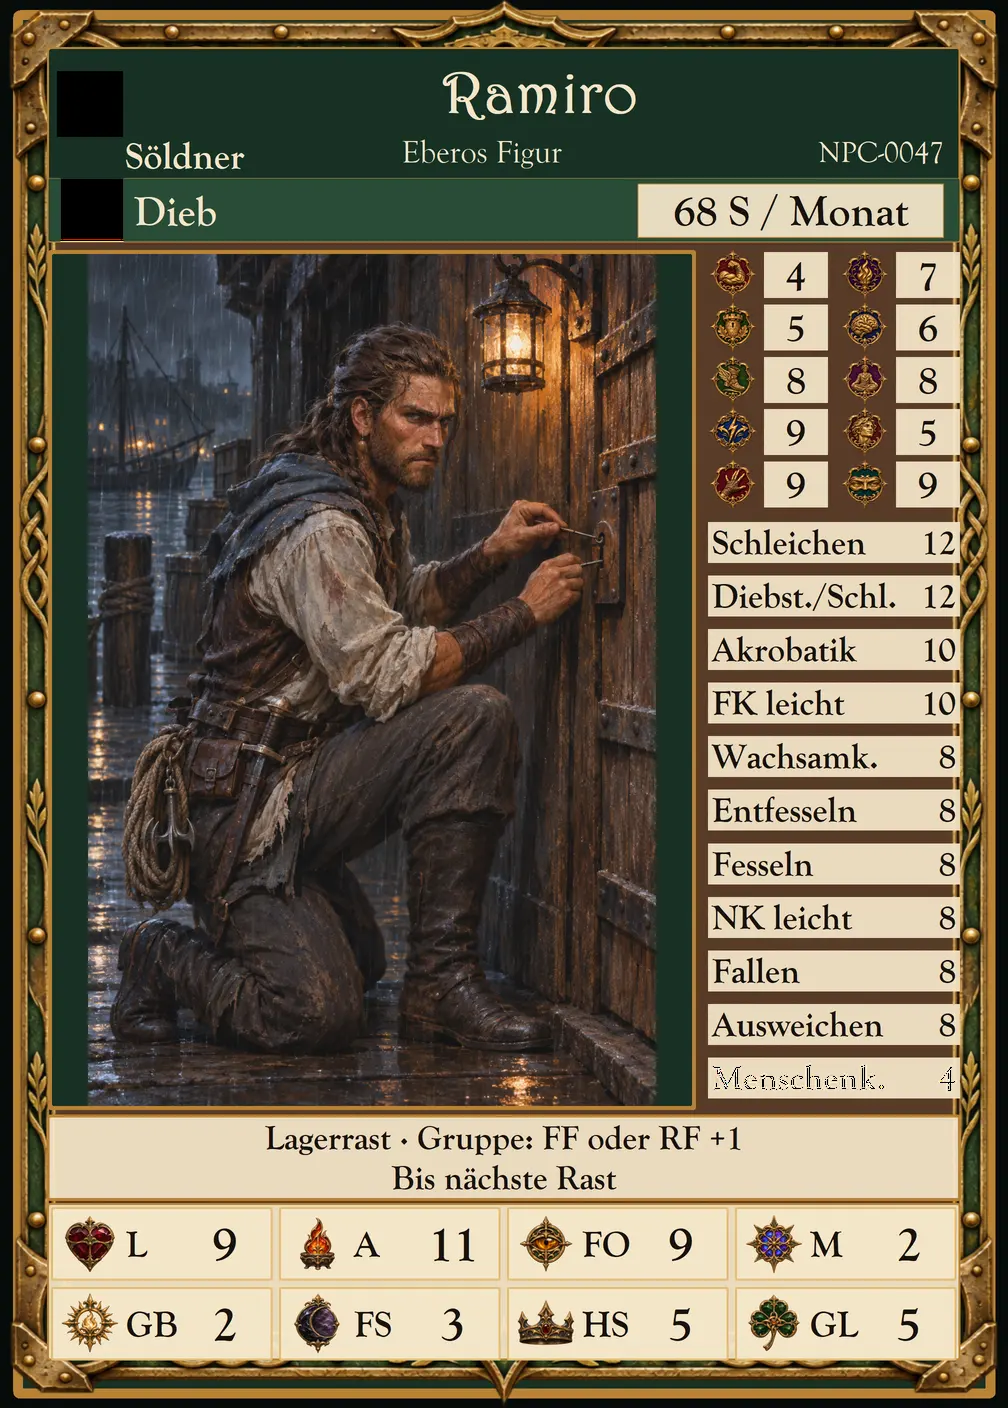 Ramiro
Söldner
Eberos Figur
NPC-0047
Dieb
68 S / Monat
4 7
5 6
8 8
9 5
9 9
Schleichen 12
Diebst./Schl. 12
Akrobatik 10
FK leicht 10
Wachsamk. 8
Entfesseln 8
Fesseln 8
NK leicht 8
Fallen 8
Ausweichen 8
Menschenk. 4
Lagerrast · Gruppe: FF oder RF +1
Bis nächste Rast
L 9 A 11 FO 9 M 2
GB 2 FS 3 HS 5 GL 5